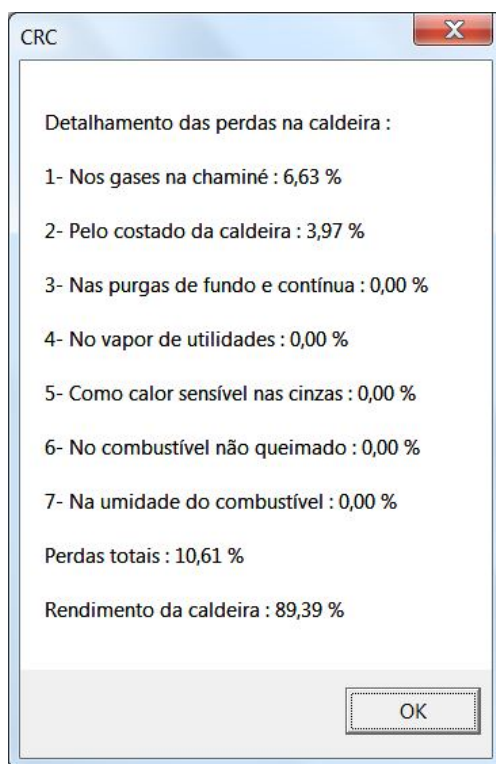 CRC
X
Detalhamento das perdas na caldeira :
1- Nos gases na chaminé : 6,63 %
2- Pelo costado da caldeira : 3,97 %
3- Nas purgas de fundo e contínua : 0,00 %
4- No vapor de utilidades : 0,00 %
5- Como calor sensível nas cinzas : 0,00 %
6- No combustível não queimado : 0,00 %
7- Na umidade do combustível : 0,00 %
Perdas totais : 10,61 %
Rendimento da caldeira : 89,39 %
OK